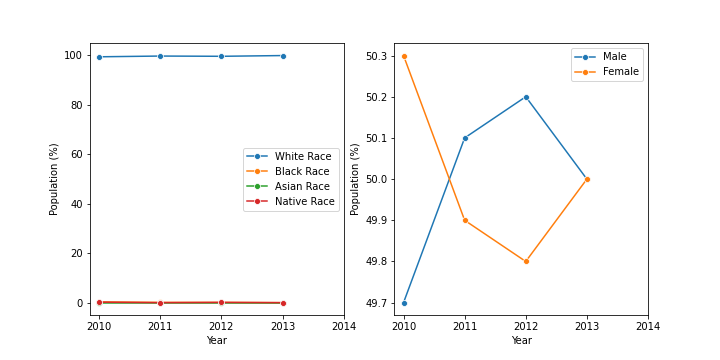 100
80
60
40
20
0
Population (%)
2010 2011 2012 2013 2014
Year
White Race
Black Race
Asian Race
Native Race
50.3
50.2
50.1
50.0
49.9
49.8
49.7
Population (%)
2010 2011 2012 2013 2014
Year
Male
Female